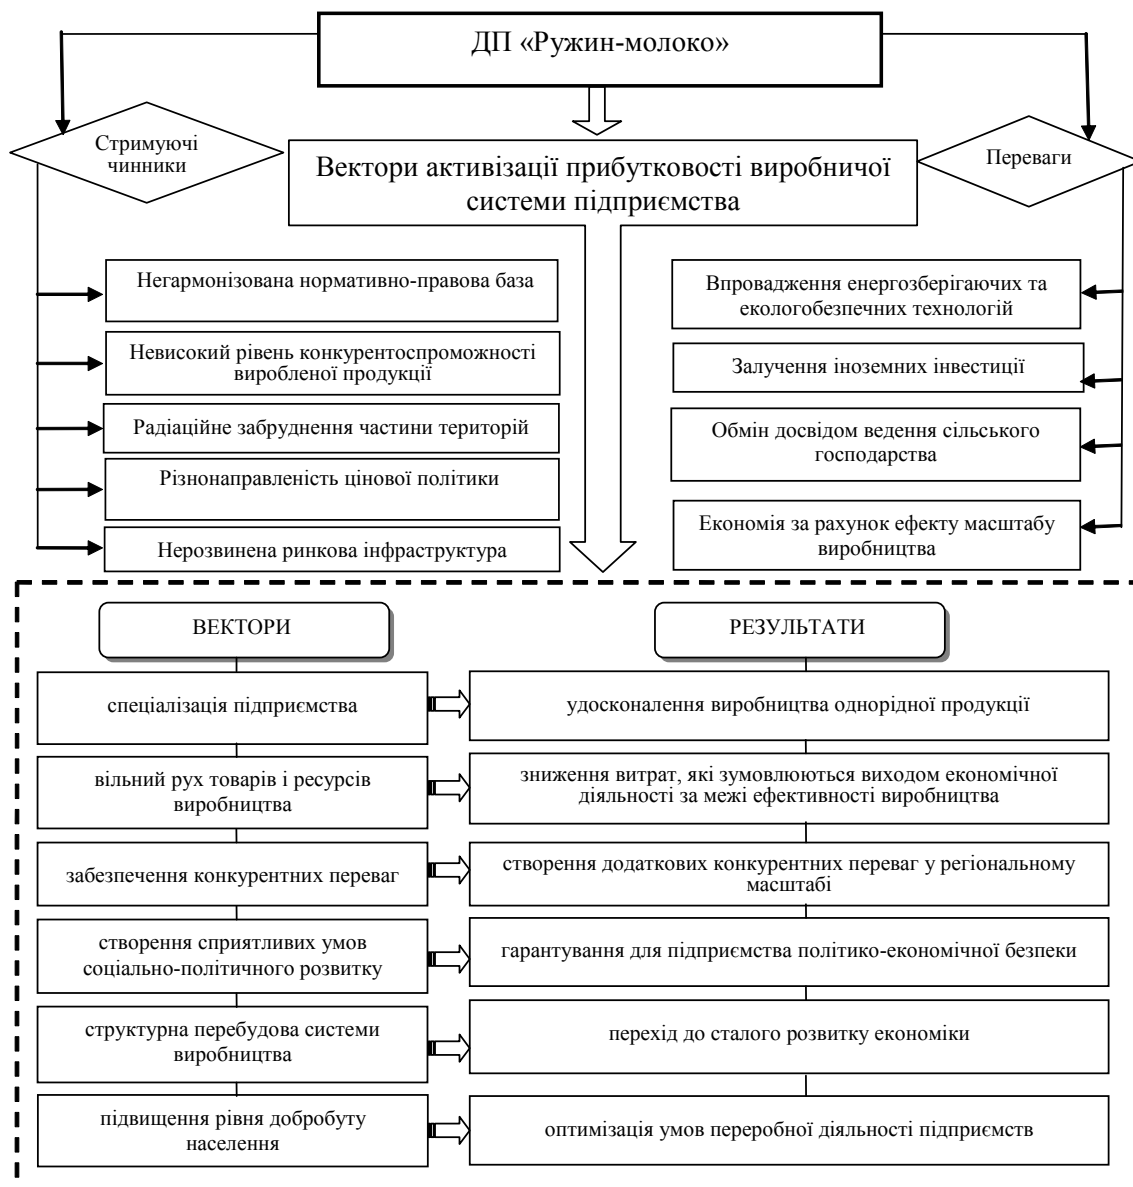 ДП «Ружин-молоко»
Стримуючі
чинники
Вектори активізації прибутковості виробничої
системи підприємства
Переваги
Негармонізована нормативно-правова база
Невисокий рівень конкурентоспроможності
виробленої продукції
Радіаційне забруднення частини територій
Різнонаправленість цінової політики
Нерозвинена ринкова інфраструктура
Впровадження енергозберігаючих та
екологобезпечних технологій
Залучення іноземних інвестиції
Обмін досвідом ведення сільського
господарства
Економія за рахунок ефекту масштабу
виробництва
ВЕКТОРИ
РЕЗУЛЬТАТИ
спеціалізація підприємства
удосконалення виробництва однорідної продукції
вільний рух товарів і ресурсів
виробництва
зниження витрат, які зумовлюються виходом економічної
діяльності за межі ефективності виробництва
забезпечення конкурентних переваг
створення додаткових конкурентних переваг у регіональному
масштабі
створення сприятливих умов
соціально-політичного розвитку
гарантування для підприємства політико-економічної безпеки
структурна перебудова системи
виробництва
перехід до сталого розвитку економіки
підвищення рівня добробуту
населення
оптимізація умов переробної діяльності підприємств